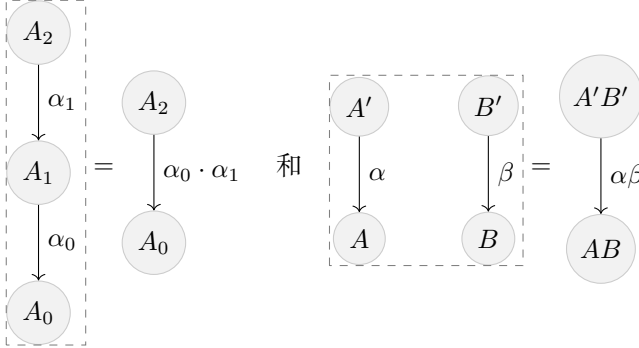 A₂
α₁
A₁
α₀
A₀
=
A₂
α₀ · α₁
A₀
和
A′ B′
α β
A B
=
A′B′
αβ
AB